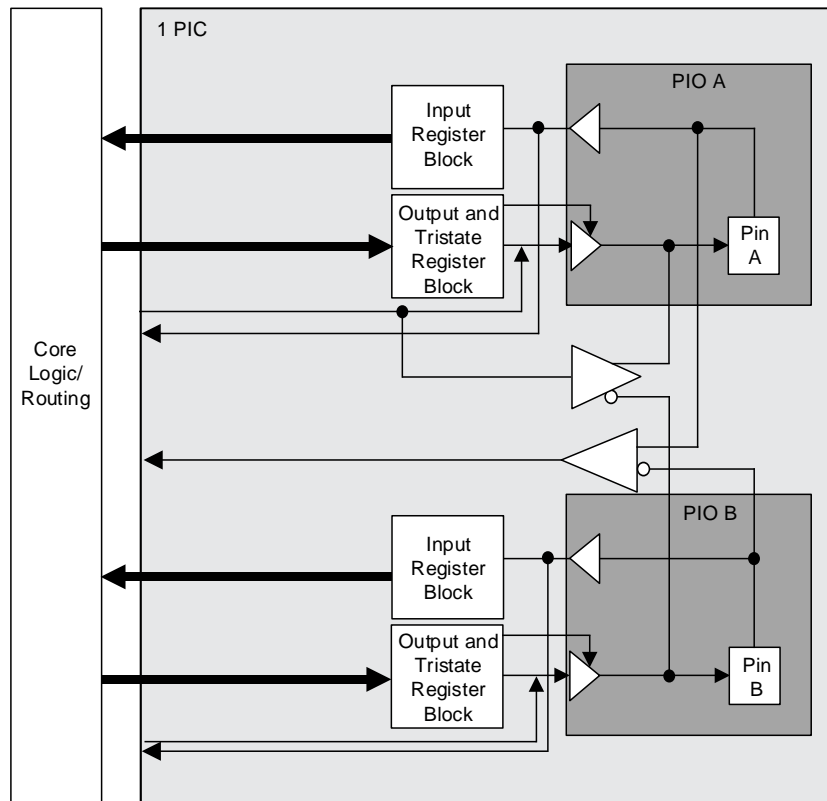 1 PIC
PIO A
Input
Register
Block
Output and
Tristate
Register
Block
Pin
A
Core
Logic/
Routing
PIO B
Input
Register
Block
Output and
Tristate
Register
Block
Pin
B